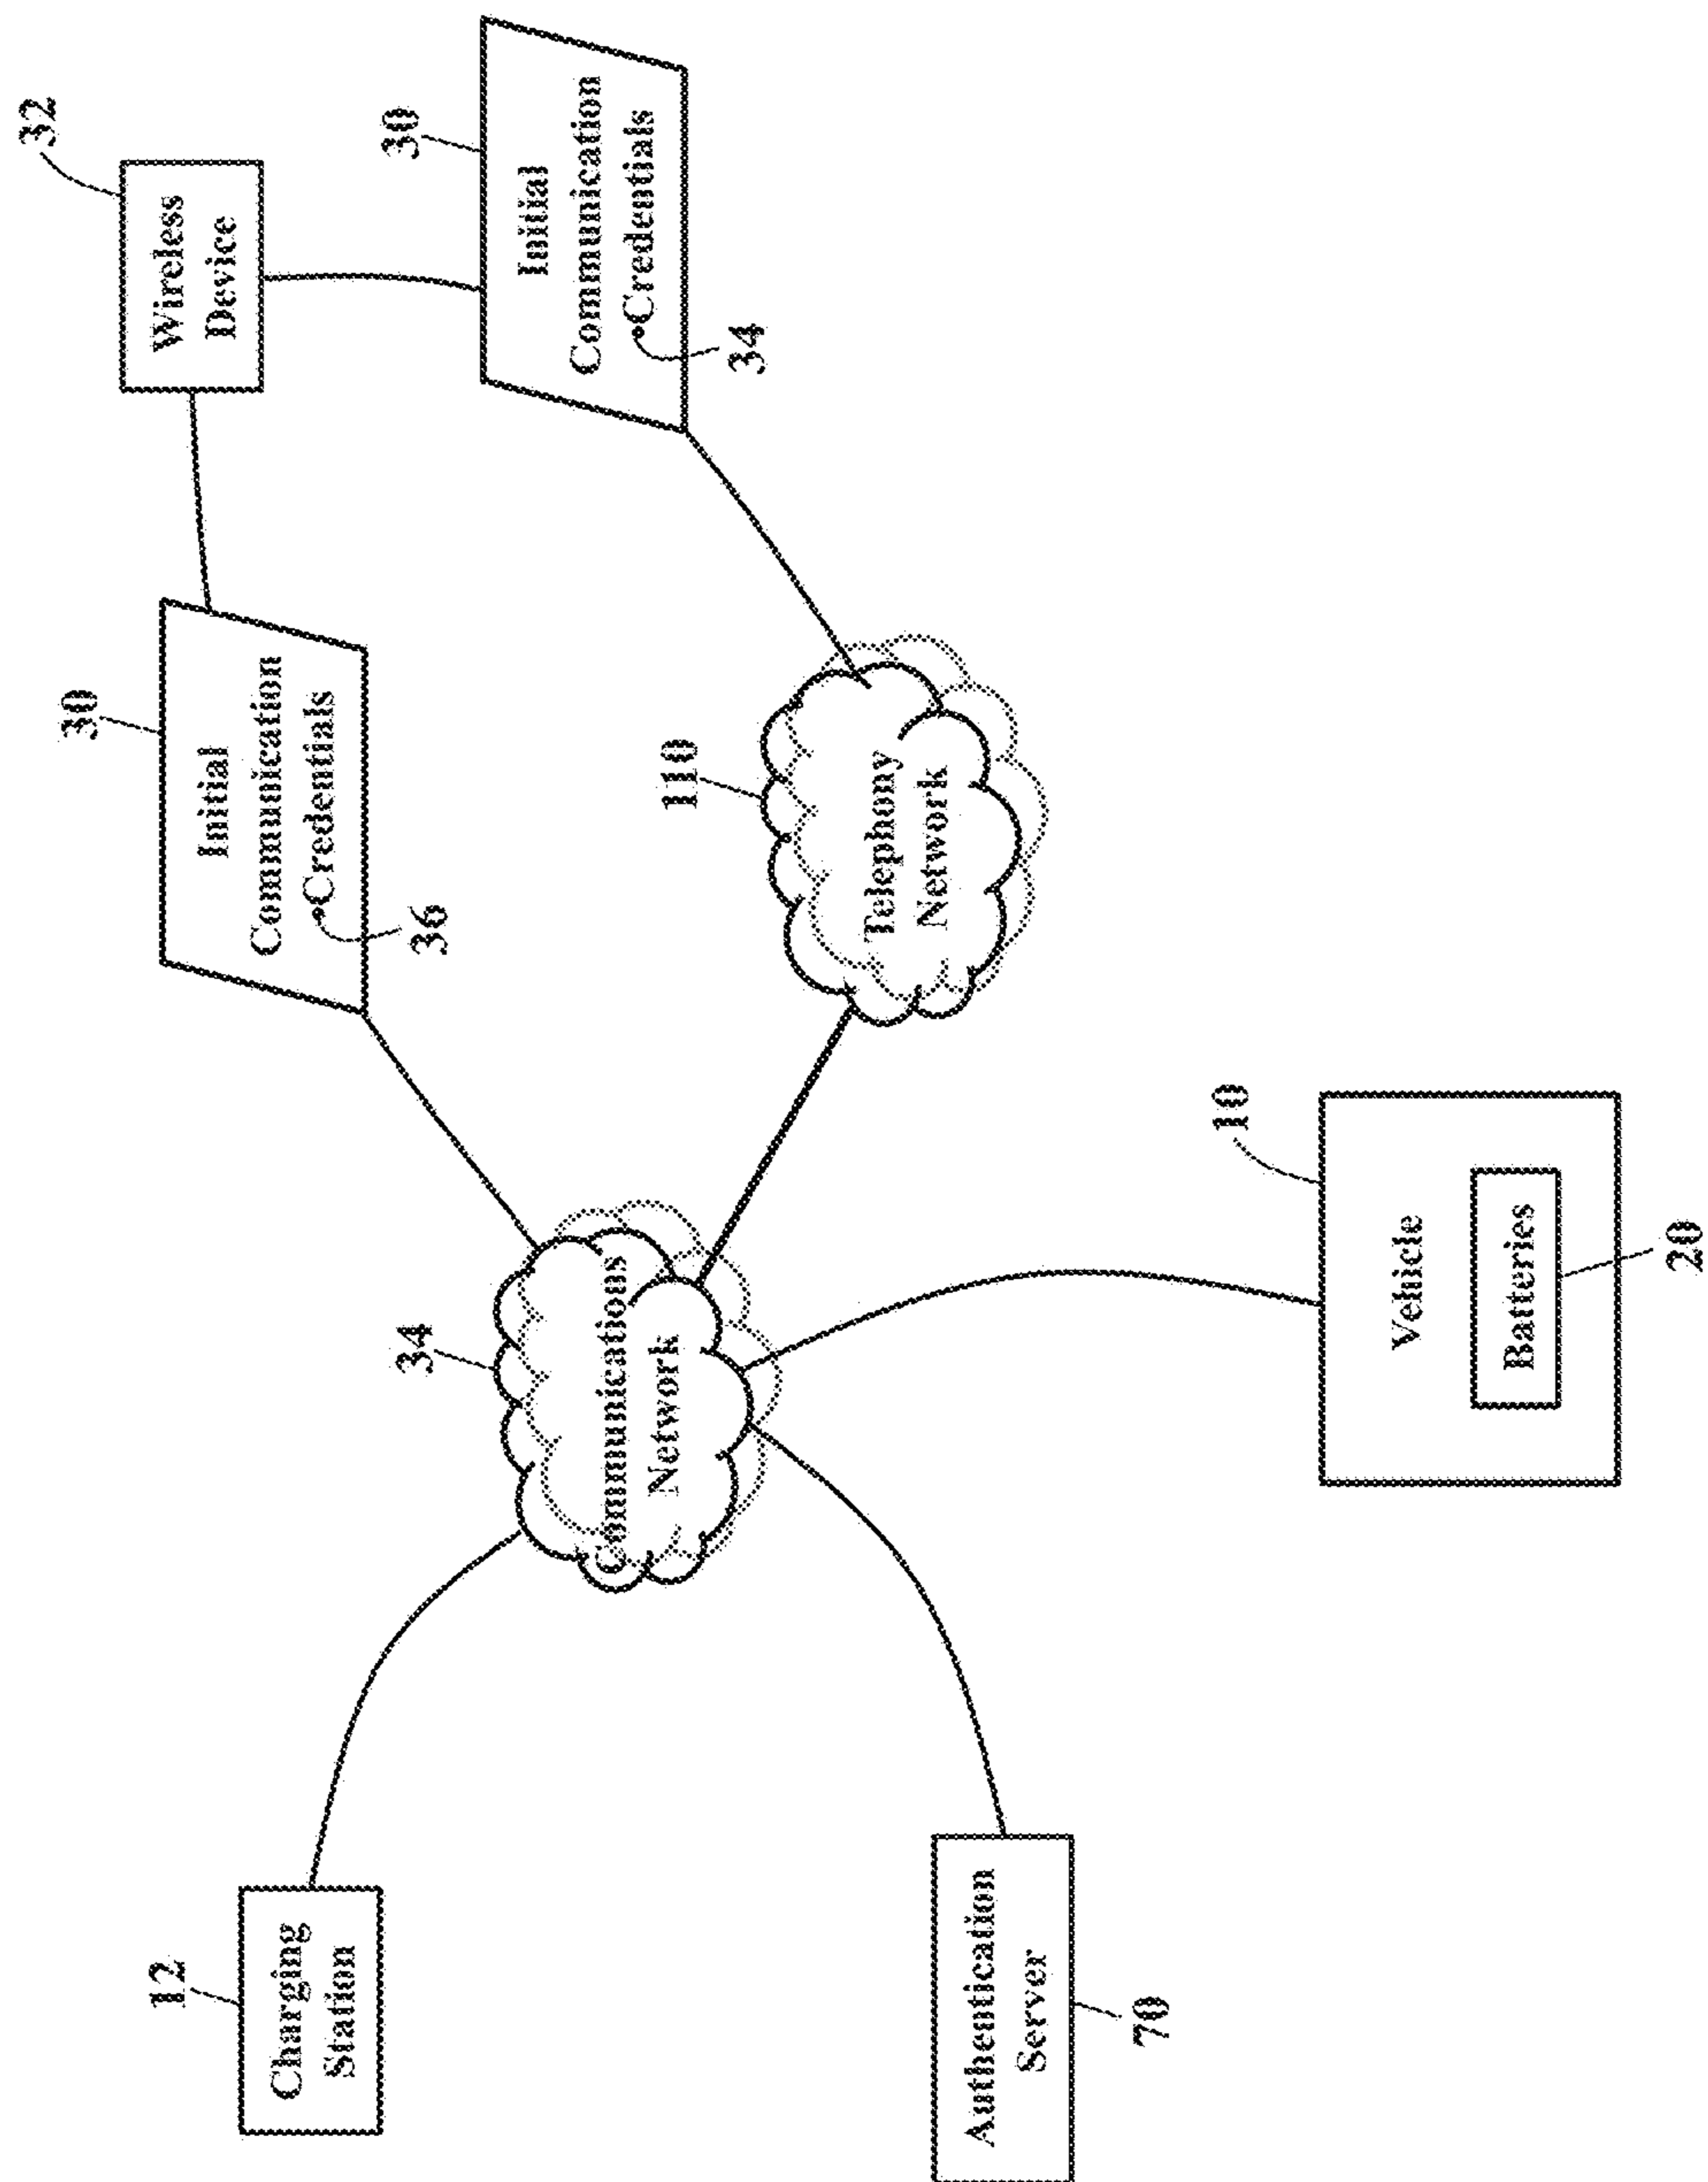 12
Charging
Station
34
Communications
Network
30
Initial
Communication
•Credentials
36
32
Wireless
Device
30
Initial
Communication
•Credentials
34
110
Telephony
Network
Authentication
Server
70
10
Vehicle
Batteries
20